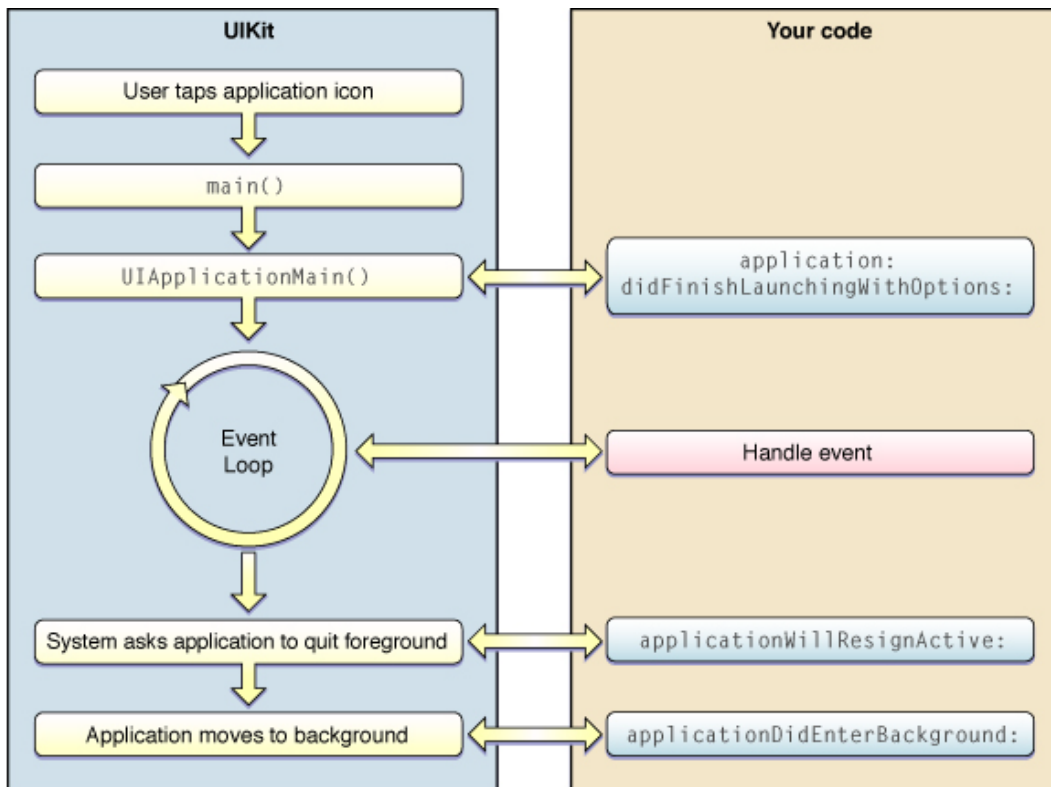 UIKit
Your code
User taps application icon
main()
UIApplicationMain()
application:
didFinishLaunchingWithOptions:
Event
Loop
Handle event
System asks application to quit foreground
applicationWillResignActive:
Application moves to background
applicationDidEnterBackground: